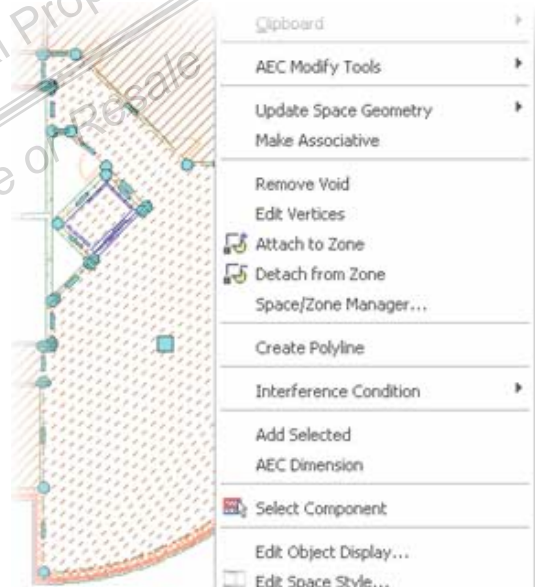 Clipboard
AEC Modify Tools
Update Space Geometry
Make Associative
Remove Void
Edit Vertices
Attach to Zone
Detach from Zone
Space/Zone Manager...
Create Polyline
Interference Condition
Add Selected
AEC Dimension
Select Component
Edit Object Display...
Edit Space Style...
or Resale